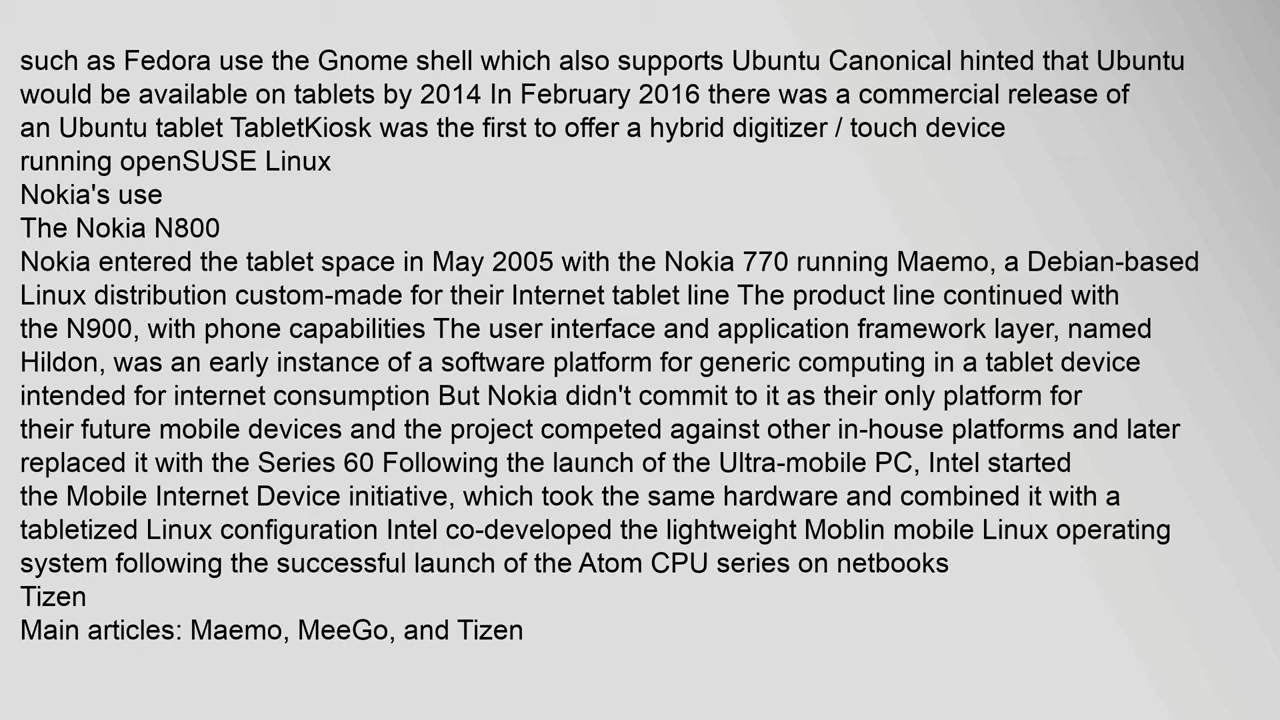 such as Fedora use the Gnome shell which also supports Ubuntu Canonical hinted that Ubuntu
would be available on tablets by 2014 In February 2016 there was a commercial release of
an Ubuntu tablet TabletKiosk was the first to offer a hybrid digitizer / touch device
running openSUSE Linux
Nokia's use
The Nokia N800
Nokia entered the tablet space in May 2005 with the Nokia 770 running Maemo, a Debian-based
Linux distribution custom-made for their Internet tablet line The product line continued with
the N900, with phone capabilities The user interface and application framework layer, named
Hildon, was an early instance of a software platform for generic computing in a tablet device
intended for internet consumption But Nokia didn't commit to it as their only platform for
their future mobile devices and the project competed against other in-house platforms and later
replaced it with the Series 60 Following the launch of the Ultra-mobile PC, Intel started
the Mobile Internet Device initiative, which took the same hardware and combined it with a
tabletized Linux configuration Intel co-developed the lightweight Moblin mobile Linux operating
system following the successful launch of the Atom CPU series on netbooks
Tizen
Main articles: Maemo, MeeGo, and Tizen